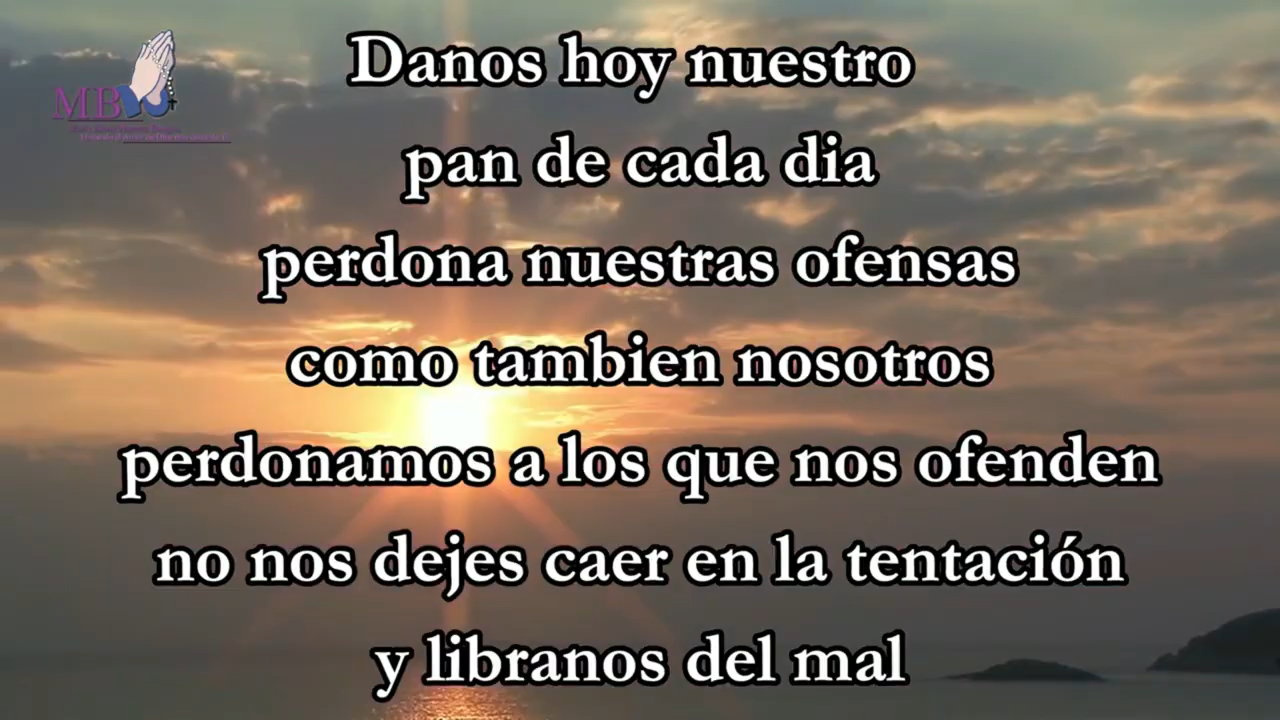 MB
Danos hoy nuestro
pan de cada dia
perdona nuestras ofensas
como tambien nosotros
perdonamos a los que nos ofenden
no nos dejes caer en la tentación
y libranos del mal